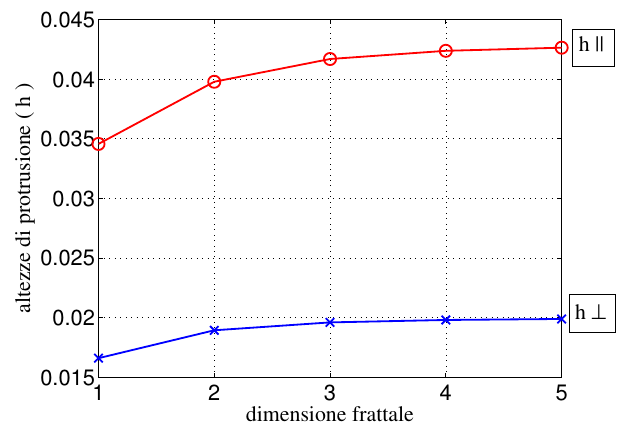 0.045
0.04
0.035
0.03
0.025
0.02
0.015
1 2 3 4 5
altezze di protrusione ( h )
dimensione frattale
h ||
h ⊥